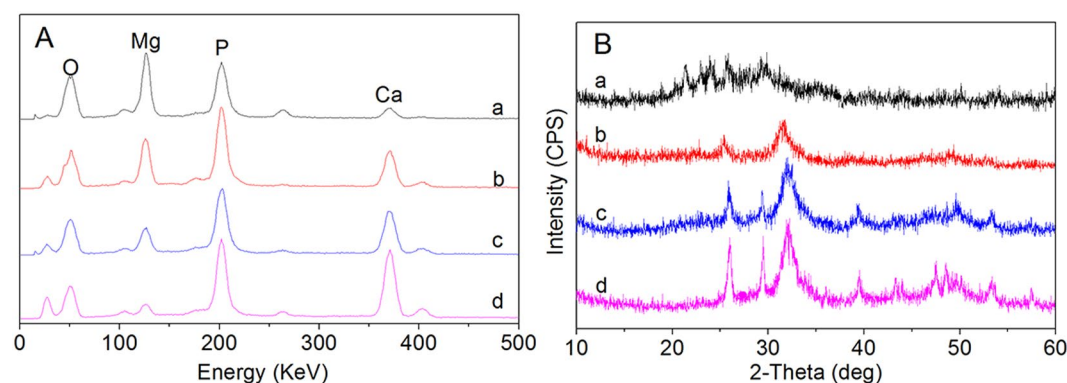 A
O
Mg
P
Ca
a
b
c
d
0 100 200 300 400 500
Energy (KeV)
B
a
b
c
d
Intensity (CPS)
10 20 30 40 50 60
2-Theta (deg)